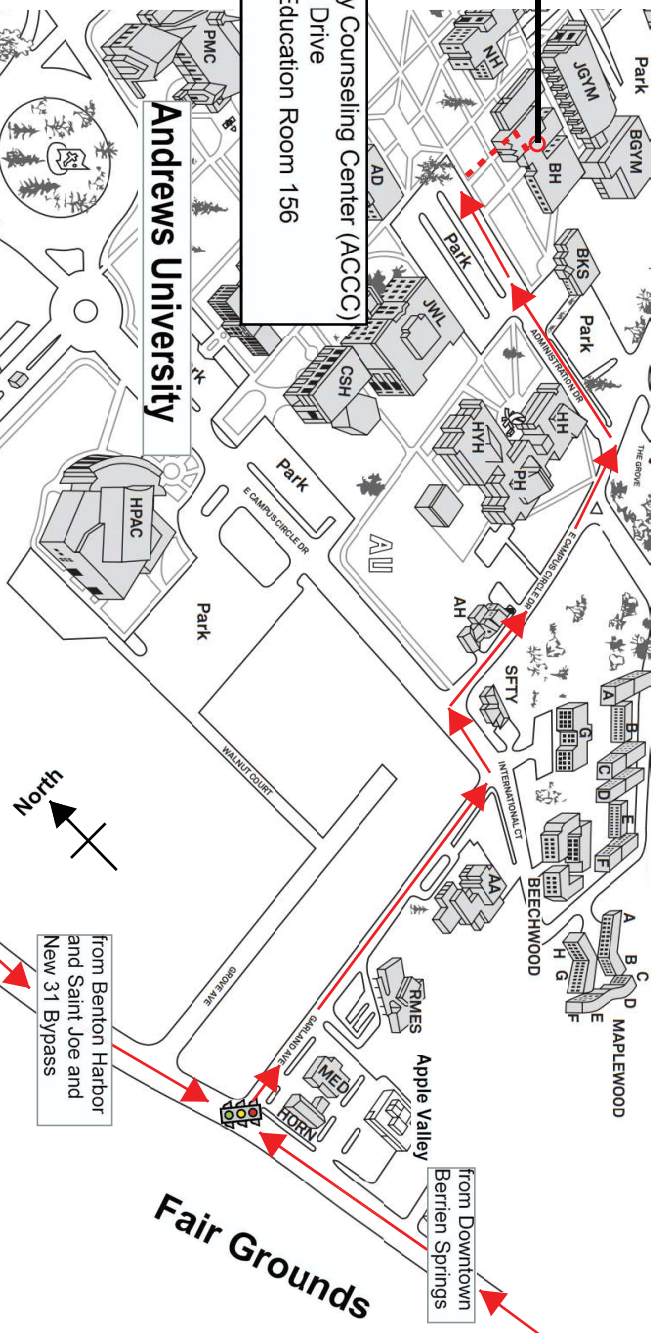 y Counseling Center (ACCC)
Drive
Education Room 156
Andrews University
PMC
NH
JGYM
BGYM
Park
BH
AD
Park
BKS
Park
ADMINISTRATION DR
THE GROVE
JWL
CSH
rk
HH
HYH
PH
Park
E CAMPUS CIRCLE DR
E CAMPUS CIRCLE DR
AU
AH
SFTY
HPAC
Park
A
B
C
D
E
F
G
BEECHWOOD
INTERNATIONAL CT
AA
A
B
C
D
E
F
G
H
MAPLEWOOD
WALNUT COURT
North
GROVE AVE
GARLAND AVE
RMES
MED
HORN
Apple Valley
from Benton Harbor
and Saint Joe and
New 31 Bypass
from Downtown
Berrien Springs
Fair Grounds